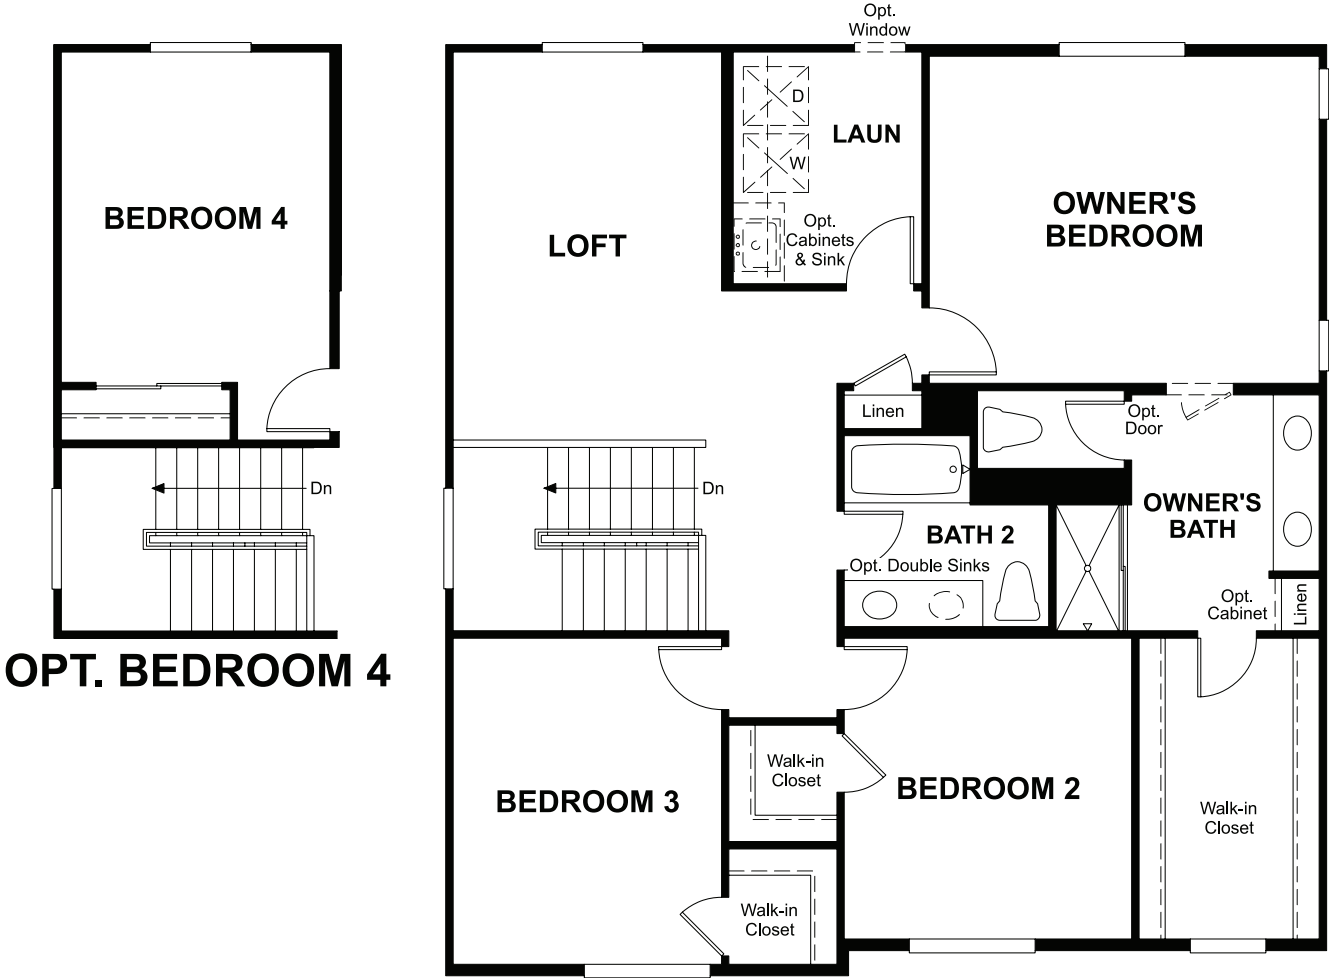 BEDROOM 4
Dn
OPT. BEDROOM 4
Opt.
Window
D
W
LAUN
Opt.
Cabinets
& Sink
LOFT
OWNER'S
BEDROOM
Linen
Opt.
Door
Dn
BATH 2
Opt. Double Sinks
OWNER'S
BATH
Opt.
Cabinet
Linen
BEDROOM 3
Walk-in
Closet
BEDROOM 2
Walk-in
Closet
Walk-in
Closet